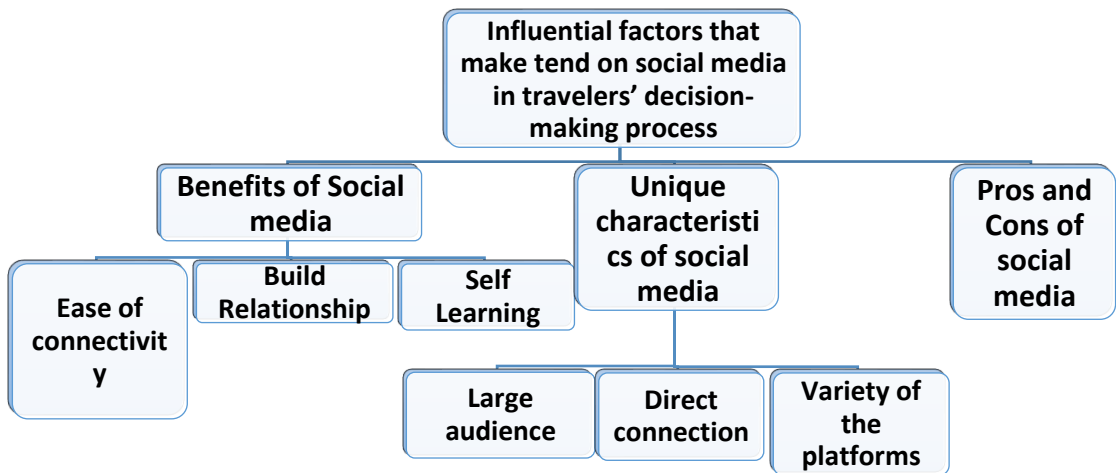 Influential factors that
make tend on social media
in travelers’ decision-
making process
Benefits of Social
media
Unique
characteristi
cs of social
media
Pros and
Cons of
social
media
Ease of
connectivit
y
Build
Relationship
Self
Learning
Large
audience
Direct
connection
Variety of
the
platforms